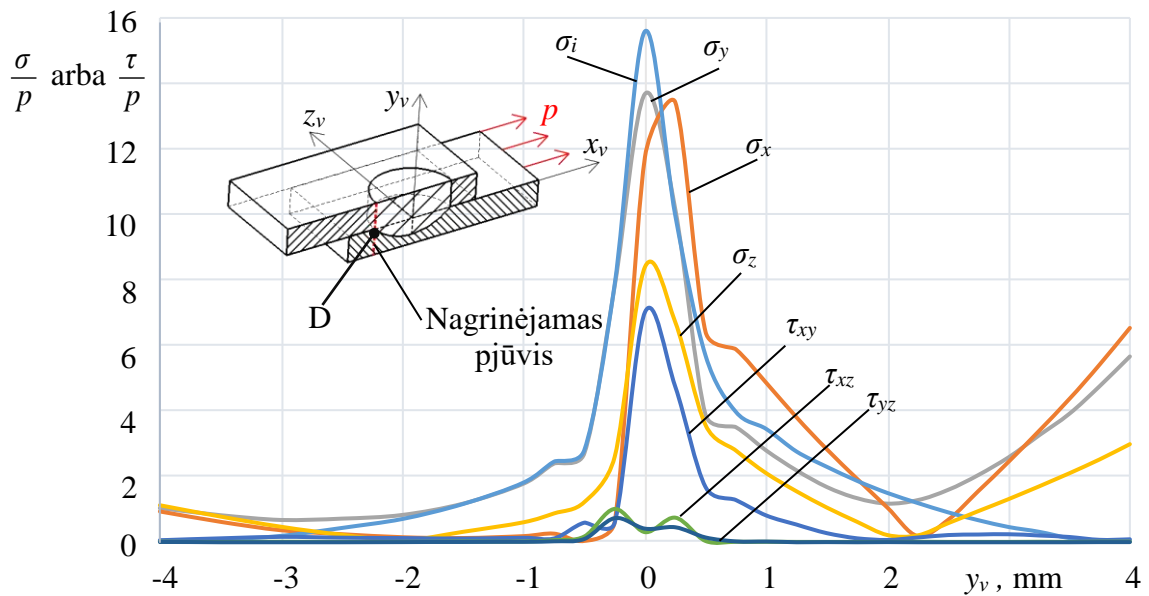 16
14
12
10
8
6
4
2
0
σ/p arba τ/p
σi
σy
σx
σz
τxy
τxz
τyz
yv
zv
xv
p
D
Nagrinėjamas
pjūvis
-4 -3 -2 -1 0 1 2 yv , mm 4